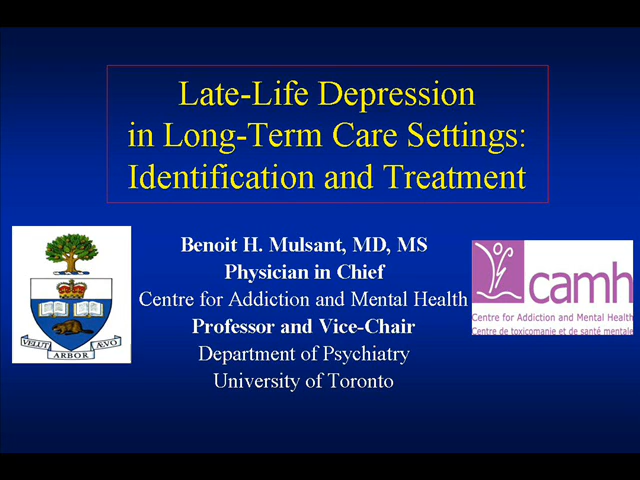 Late-Life Depression
in Long-Term Care Settings:
Identification and Treatment
Benoit H. Mulsant, MD, MS
Physician in Chief
Centre for Addiction and Mental Health
Professor and Vice-Chair
Department of Psychiatry
University of Toronto
VELUT ARBOR ÆVO
camh
Centre for Addiction and Mental Health
Centre de toxicomanie et de santé mentale